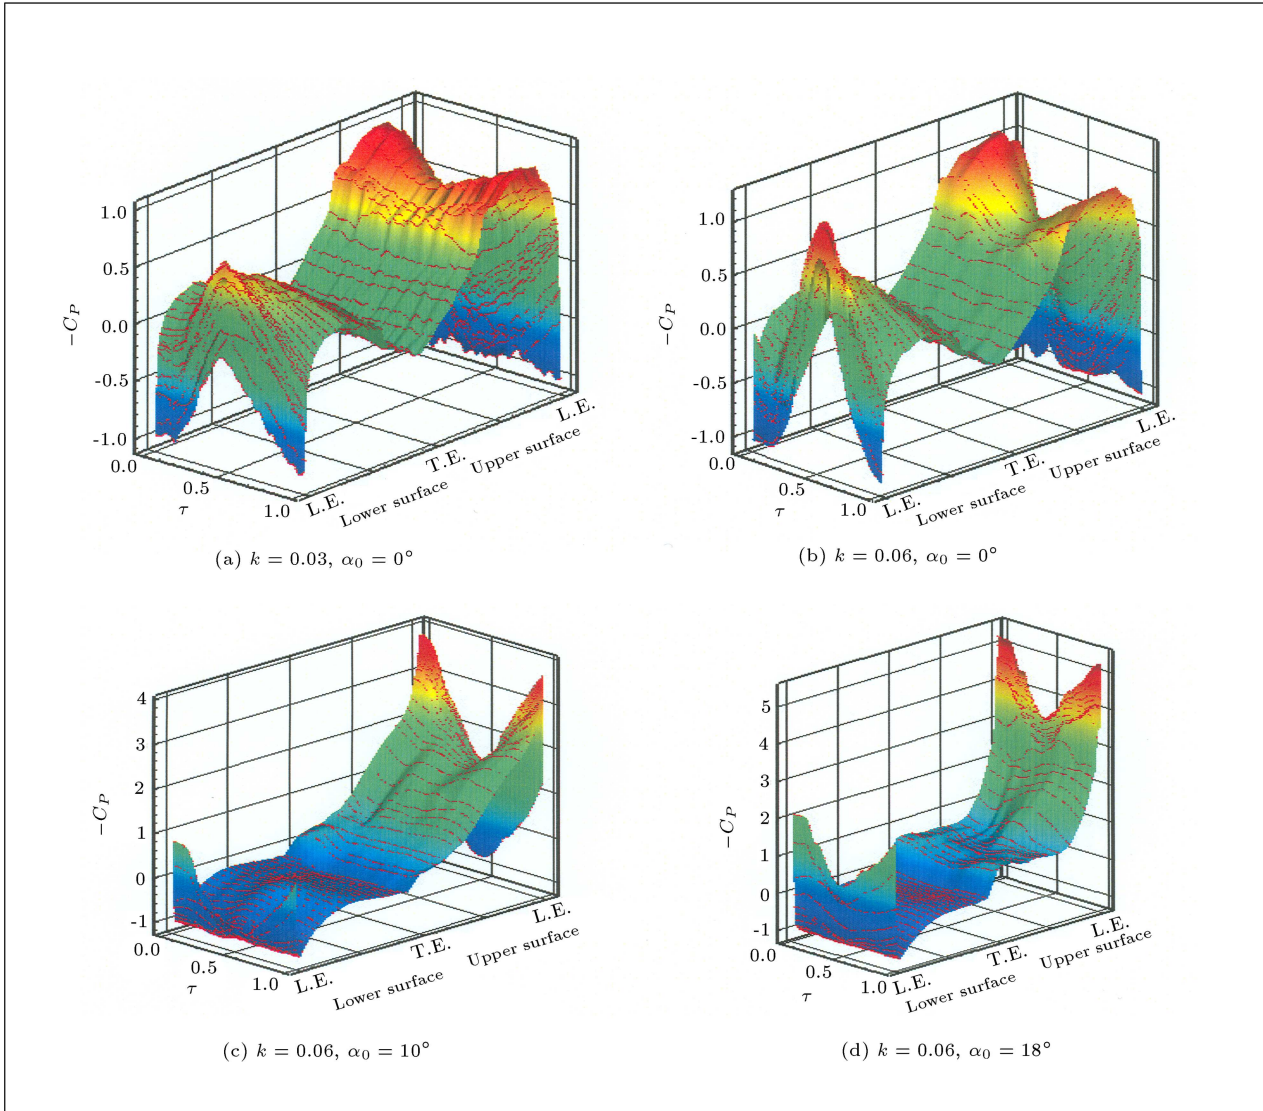 1.0
0.5
0.0
-0.5
-1.0
−C_P
0.0
0.5
1.0
τ
L.E.
Lower surface
T.E.
Upper surface
L.E.
(a) k = 0.03, α₀ = 0°
1.0
0.5
0.0
-0.5
-1.0
−C_P
0.0
0.5
1.0
τ
L.E.
Lower surface
T.E.
Upper surface
L.E.
(b) k = 0.06, α₀ = 0°
4
3
2
1
0
-1
−C_P
0.0
0.5
1.0
τ
L.E.
Lower surface
T.E.
Upper surface
L.E.
(c) k = 0.06, α₀ = 10°
5
4
3
2
1
0
-1
−C_P
0.0
0.5
1.0
τ
L.E.
Lower surface
T.E.
Upper surface
L.E.
(d) k = 0.06, α₀ = 18°